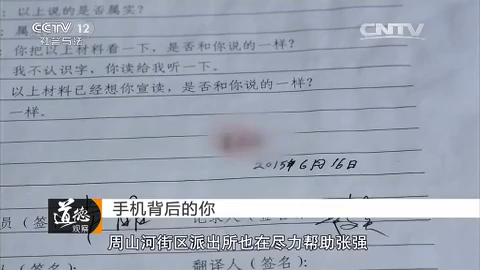 CCTV 12
社会与法
CNTV
：以上说的是否属实？
属
：你把以上材料看一下，是否和你说的一样？
我不认识字，你读给我听一下。
以上材料已经想你宣读，是否和你说的一样？
一样。
2015年6月16日
员（签
道德
观察
手机背后的你
周山河街区派出所也在尽力帮助张强
翻译人（签名）：